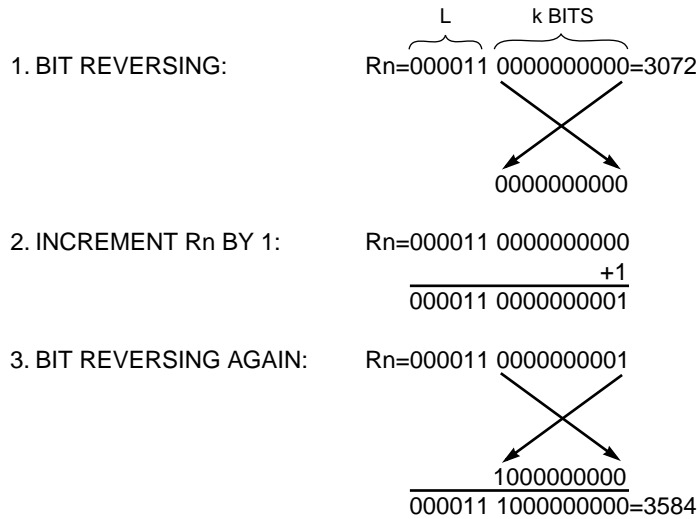 L k BITS
1. BIT REVERSING: Rn=000011 0000000000=3072
0000000000
2. INCREMENT Rn BY 1: Rn=000011 0000000000
+1
000011 0000000001
3. BIT REVERSING AGAIN: Rn=000011 0000000001
1000000000
000011 1000000000=3584